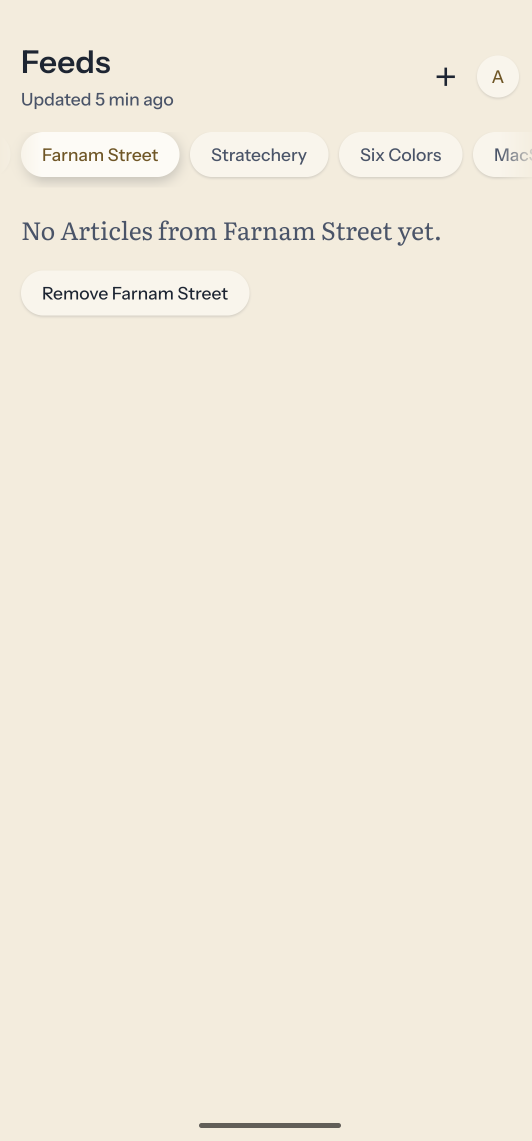 Feeds
Updated 5 min ago
+
A
Farnam Street
Stratechery
Six Colors
MacS
No Articles from Farnam Street yet.
Remove Farnam Street